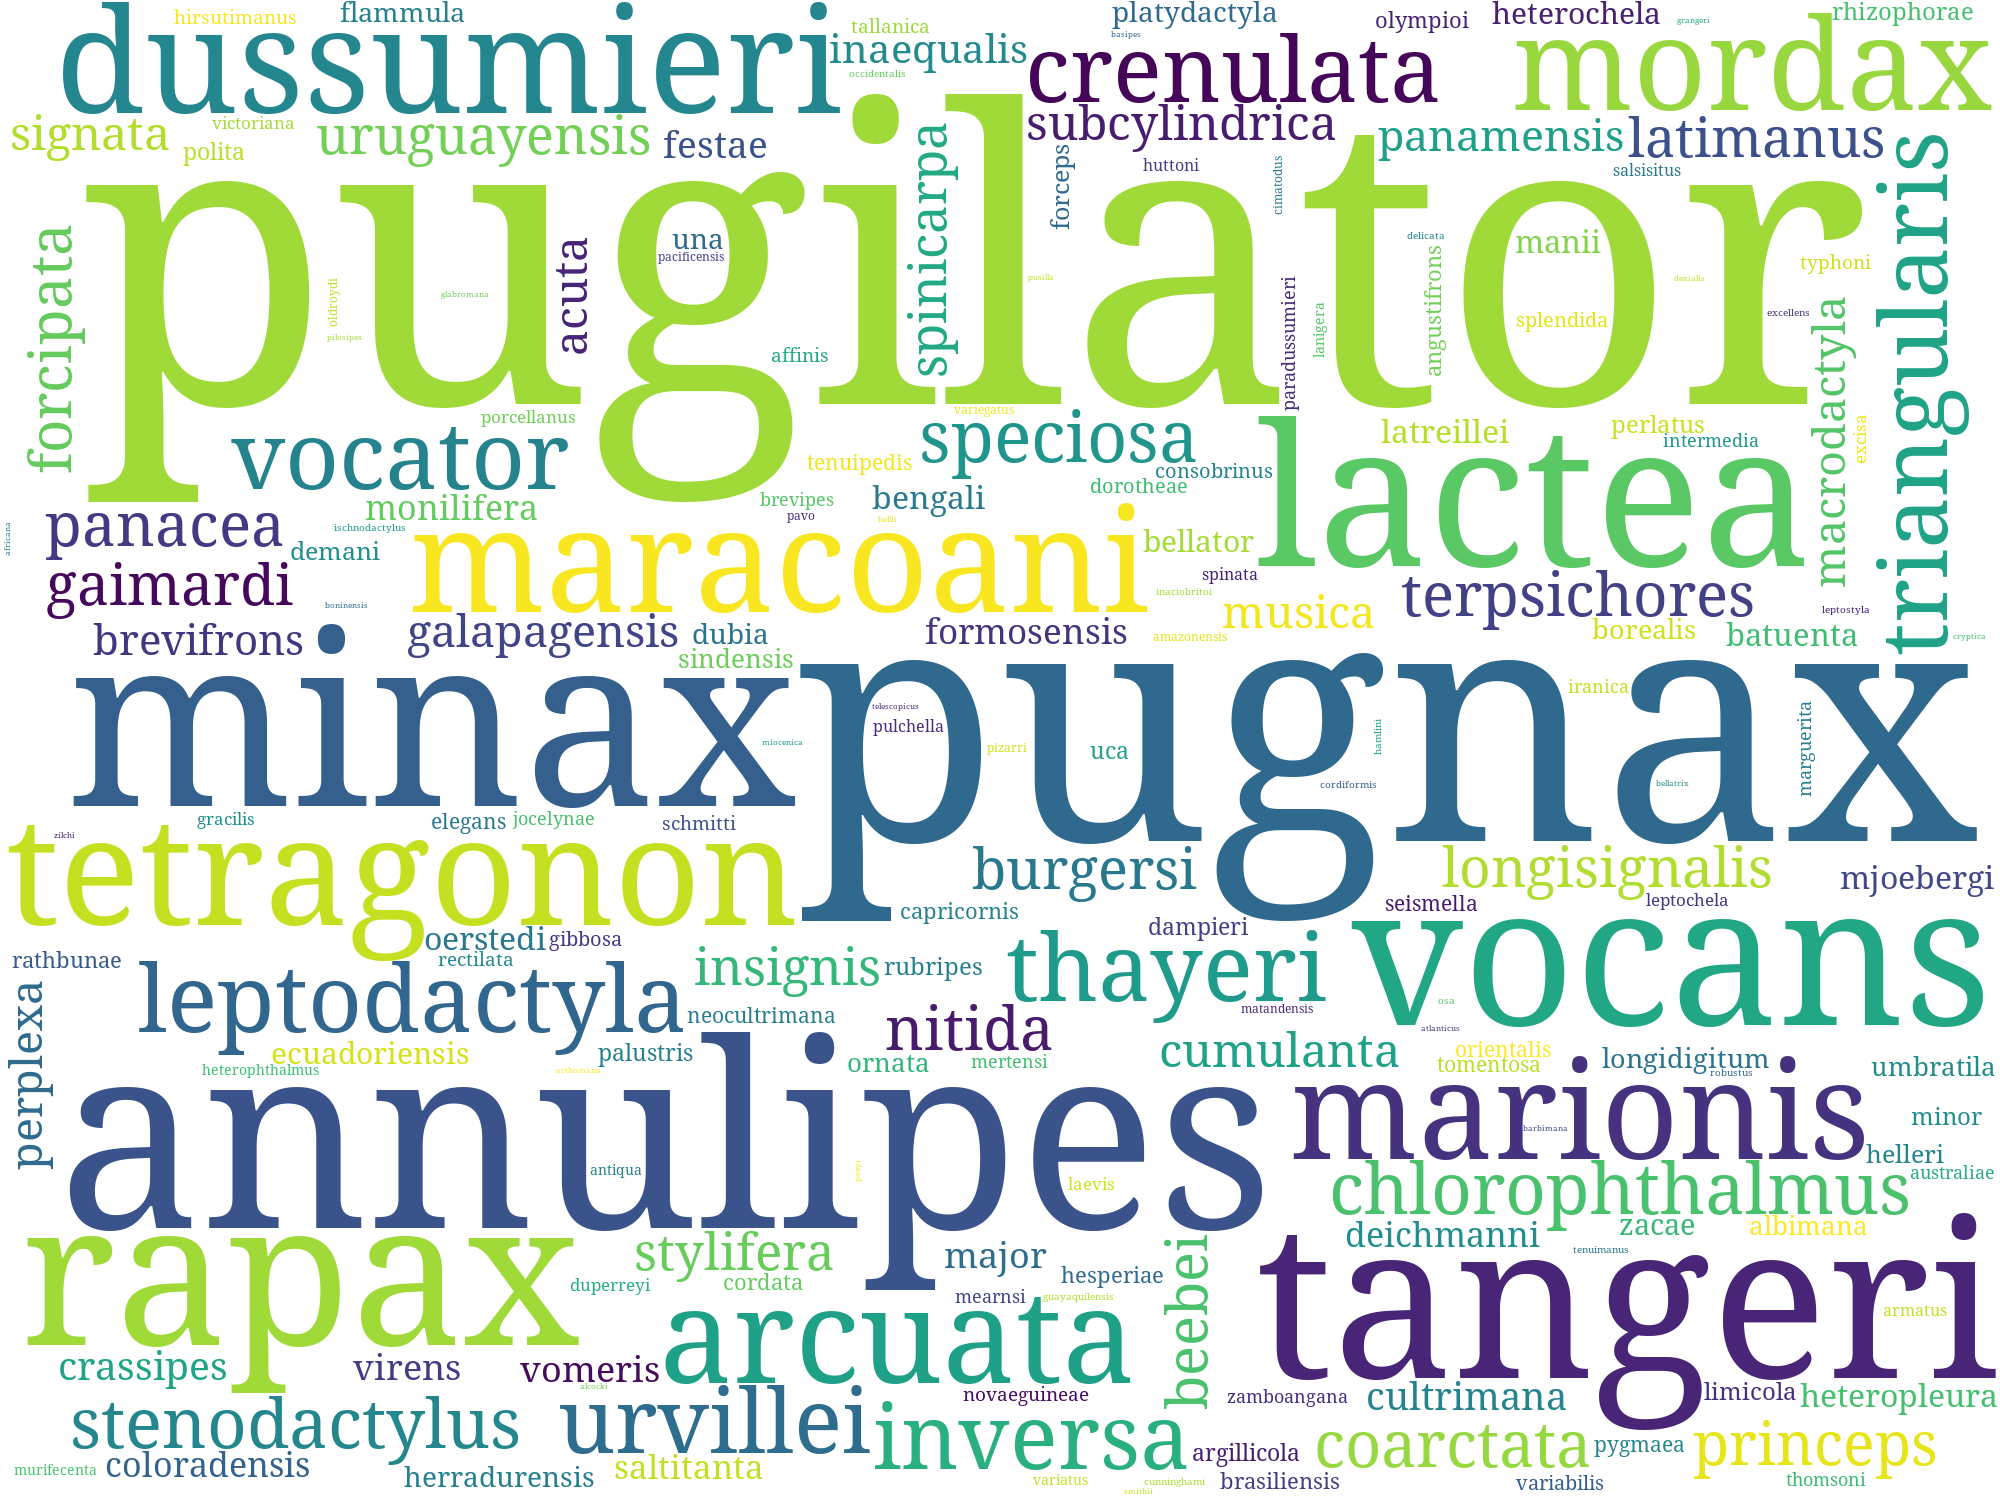 hirsutimanus
flammula
dussumieri
tallanica
inaequalis
occidentalis
platydactyla
basipes
olympioi
heterochela
grangeri
rhizophorae
crenulata
mordax
signata
victoriana
polita
uruguayensis
festae
subcylindrica
panamensis
latimanus
huttoni
salsisitus
pugilator
forcipata
oldroydi
pilosipes
glabromana
acuta
una
pacificensis
affinis
spinicarpa
forceps
pusilla
cimatodus
paradussumieri
lanigera
delicata
angustifrons
manii
splendida
dexialis
excellens
typhoni
triangularis
macrodactyla
excisa
porcellanus
vocator
tenuipedis
variegatus
speciosa
lactea
latreillei
perlatus
intermedia
consobrinus
dorotheae
monilifera
brevipes
bengali
pavo
bellii
panacea
ischnodactylus
demani
africana
maracoani
bellator
gaimardi
spinata
inaciobritoi
terpsichores
boninensis
musica
leptostyla
brevifrons
galapagensis
dubia
formosensis
amazonensis
borealis
batuenta
cryptica
sindensis
minax
pugnax
iranica
telescopicus
pulchella
miocenica
pizarri
uca
hamlini
cordiformis
bellatrix
marguerita
gracilis
elegans
jocelynae
schmitti
zilchi
tetragonon
burgersi
longisignalis
mjoebergi
capricornis
seismella
leptochela
oerstedi
gibbosa
dampieri
vocans
rathbunae
rectilata
leptodactyla
insignis
rubripes
thayeri
perplexa
neocultrimana
nitida
matandensis
osa
atlanticus
ecuadoriensis
palustris
ornata
mertensi
cumulanta
orientalis
tomentosa
longidigitum
robustus
umbratila
heterophthalmus
orthomana
annulipes
marionis
minor
barbimana
antiqua
poeyi
laevis
helleri
australiae
chlorophthalmus
rapax
stylifera
major
beebei
deichmanni
zacae
albimana
tenuimanus
tangeri
duperreyi
cordata
hesperiae
mearnsi
guayaquilensis
armatus
arcuata
crassipes
virens
vomeris
alcocki
novaeguineae
zamboangana
cultrimana
limicola
heteropleura
stenodactylus
urvillei
inversa
argillicola
coarctata
pygmaea
princeps
murifecenta
coloradensis
herradurensis
saltitanta
variatus
cunninghami
smithii
brasiliensis
variabilis
thomsoni